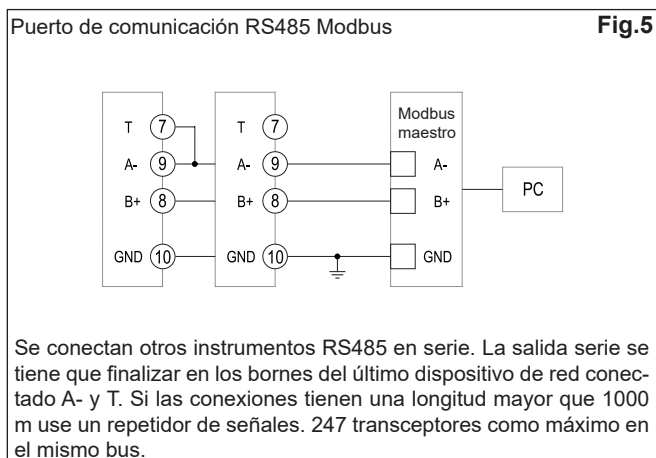 Puerto de comunicación RS485 Modbus Fig.5
Modbus
maestro
T 7 T 7
A- 9 A- 9 A-
PC
B+ 8 B+ 8 B+
GND 10 GND 10 GND
Se conectan otros instrumentos RS485 en serie. La salida serie se
tiene que finalizar en los bornes del último dispositivo de red conec-
tado A- y T. Si las conexiones tienen una longitud mayor que 1000
m use un repetidor de señales. 247 transceptores como máximo en
el mismo bus.